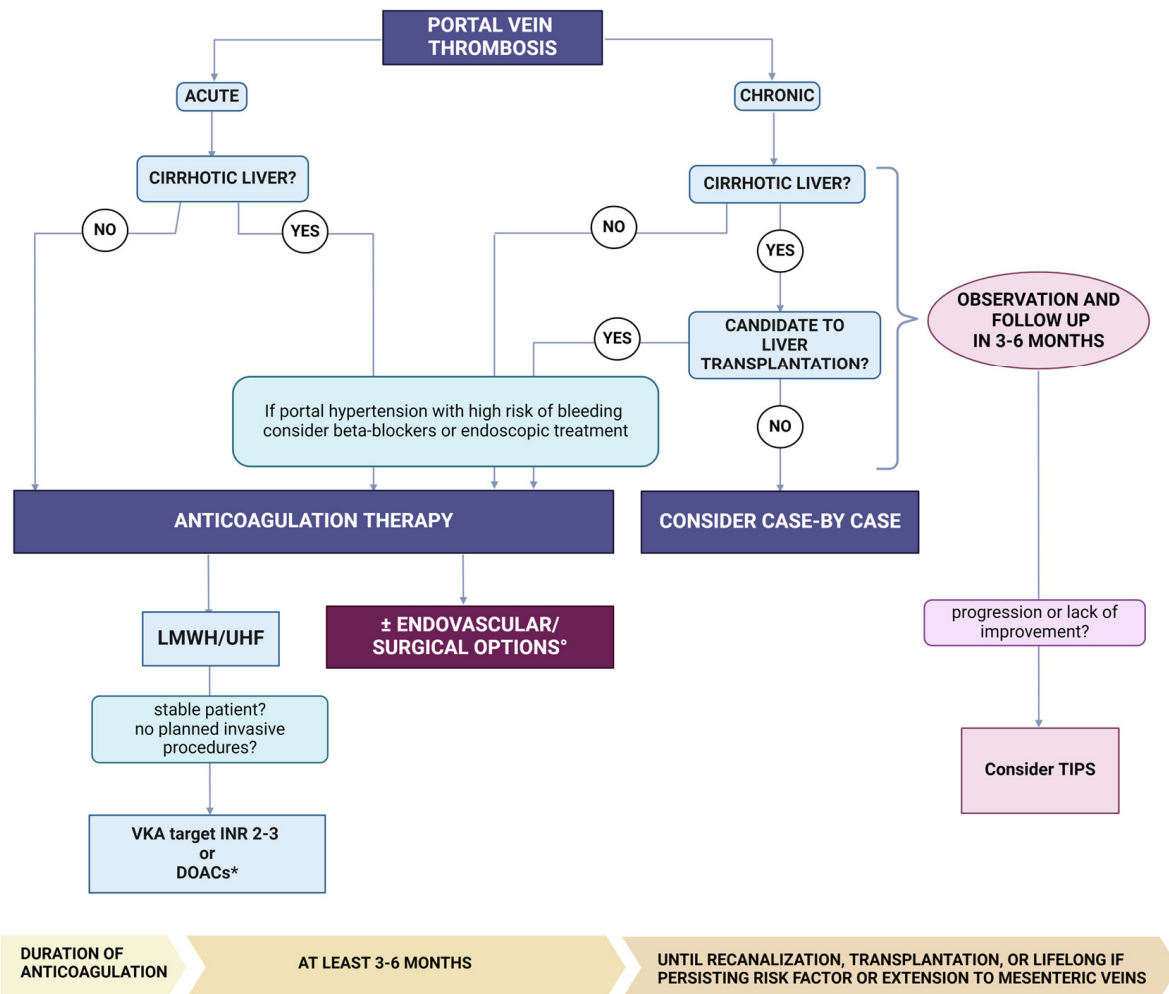 PORTAL VEIN
THROMBOSIS
ACUTE
CHRONIC
CIRRHOTIC LIVER?
CIRRHOTIC LIVER?
NO
YES
NO
YES
OBSERVATION AND
FOLLOW UP
IN 3-6 MONTHS
YES
CANDIDATE TO
LIVER
TRANSPLANTATION?
If portal hypertension with high risk of bleeding
consider beta-blockers or endoscopic treatment
NO
ANTICOAGULATION THERAPY
CONSIDER CASE-BY CASE
LMWH/UHF
± ENDOVASCULAR/
SURGICAL OPTIONS°
progression or lack of
improvement?
stable patient?
no planned invasive
procedures?
Consider TIPS
VKA target INR 2-3
or
DOACs*
DURATION OF
ANTICOAGULATION
AT LEAST 3-6 MONTHS
UNTIL RECANALIZATION, TRANSPLANTATION, OR LIFELONG IF
PERSISTING RISK FACTOR OR EXTENSION TO MESENTERIC VEINS